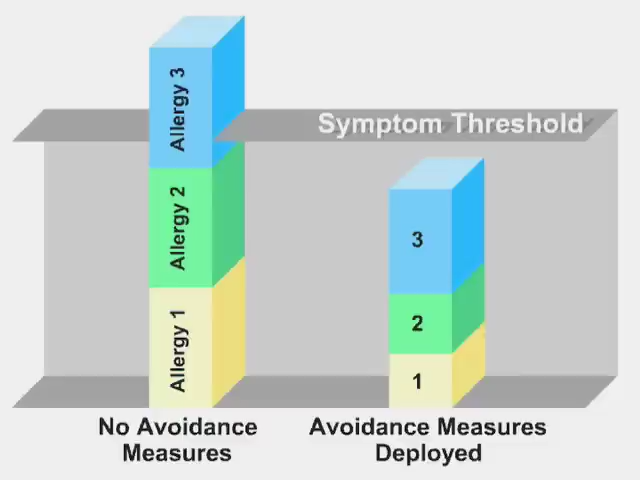 Symptom Threshold
Allergy 3
Allergy 2
Allergy 1
3
2
1
No Avoidance
Measures
Avoidance Measures
Deployed